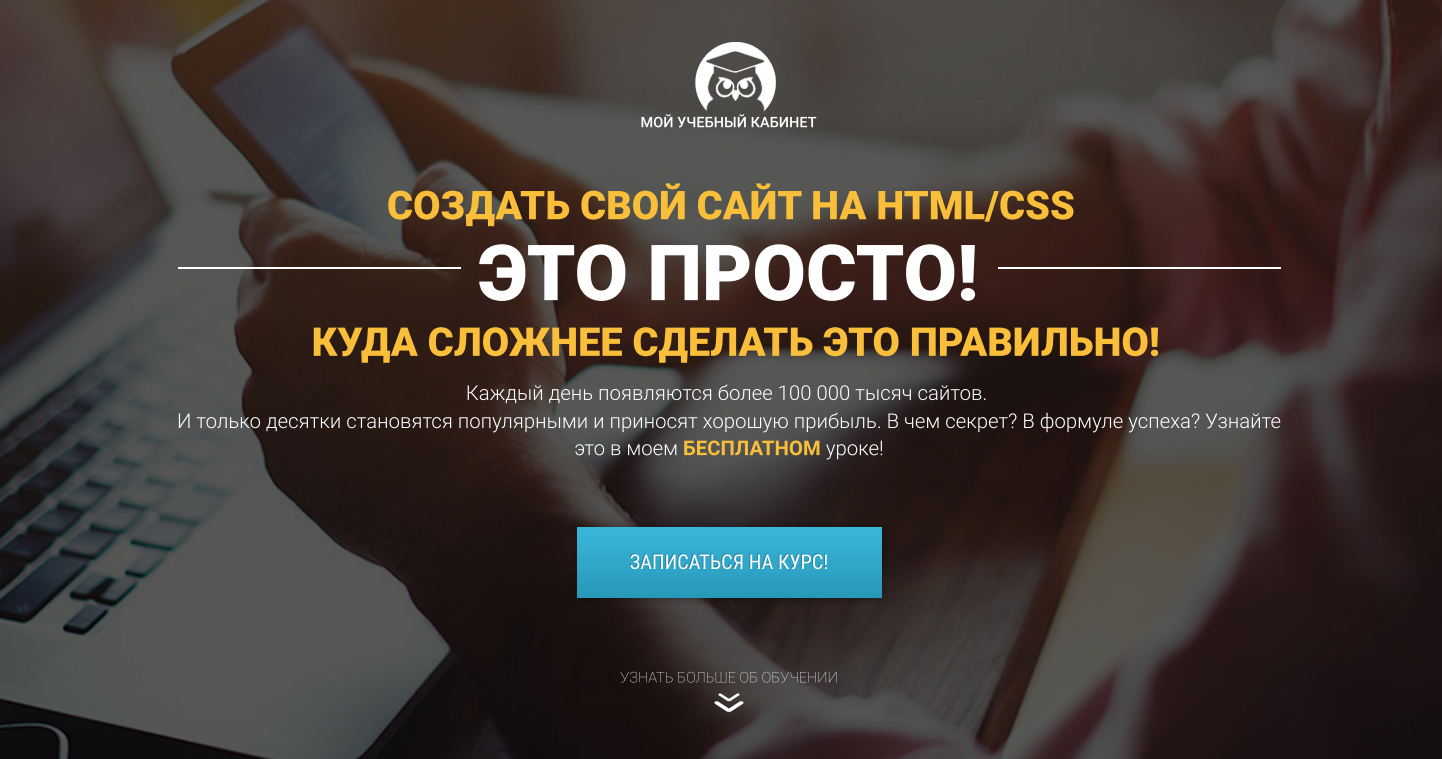 МОЙ УЧЕБНЫЙ КАБИНЕТ
СОЗДАТЬ СВОЙ САЙТ НА HTML/CSS
ЭТО ПРОСТО!
КУДА СЛОЖНЕЕ СДЕЛАТЬ ЭТО ПРАВИЛЬНО!
Каждый день появляются более 100 000 тысяч сайтов.
И только десятки становятся популярными и приносят хорошую прибыль. В чем секрет? В формуле успеха? Узнайте
это в моем БЕСПЛАТНОМ уроке!
ЗАПИСАТЬСЯ НА КУРС!
УЗНАТЬ БОЛЬШЕ ОБ ОБУЧЕНИИ